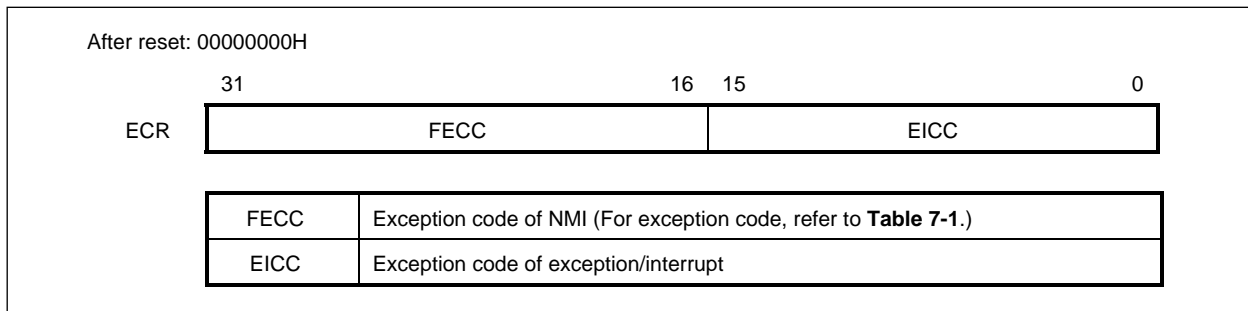 After reset: 00000000H
31 16 15 0
ECR FECC EICC
FECC Exception code of NMI (For exception code, refer to Table 7-1.)
EICC Exception code of exception/interrupt